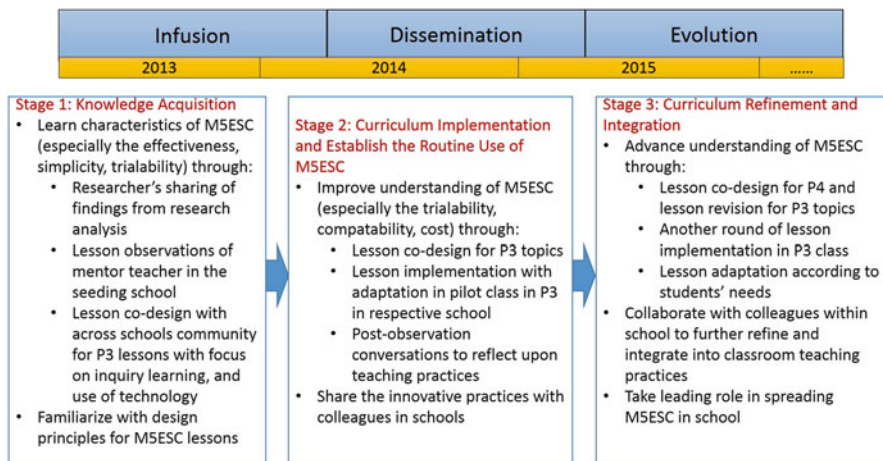 Infusion
Dissemination
Evolution
2013
2014
2015
......
Stage 1: Knowledge Acquisition
• Learn characteristics of M5ESC
(especially the effectiveness,
simplicity, trialability) through:
• Researcher's sharing of
findings from research
analysis
• Lesson observations of
mentor teacher in the
seeding school
• Lesson co-design with
across schools community
for P3 lessons with focus
on inquiry learning, and
use of technology
• Familiarize with design
principles for M5ESC lessons
Stage 2: Curriculum Implementation
and Establish the Routine Use of
M5ESC
• Improve understanding of M5ESC
(especially the trialability,
compatability, cost) through:
• Lesson co-design for P3 topics
• Lesson implementation with
adaptation in pilot class in P3
in respective school
• Post-observation
conversations to reflect upon
teaching practices
• Share the innovative practices with
colleagues in schools
Stage 3: Curriculum Refinement and
Integration
• Advance understanding of M5ESC
through:
• Lesson co-design for P4 and
lesson revision for P3 topics
• Another round of lesson
implementation in P3 class
• Lesson adaptation according to
students' needs
• Collaborate with colleagues within
school to further refine and
integrate into classroom teaching
practices
• Take leading role in spreading
M5ESC in school